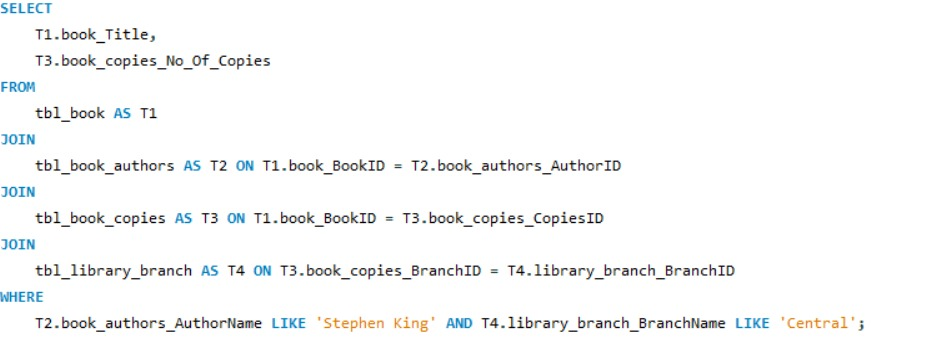 SELECT
T1.book_Title,
T3.book_copies_No_Of_Copies
FROM
tbl_book AS T1
JOIN
tbl_book_authors AS T2 ON T1.book_BookID = T2.book_authors_AuthorID
JOIN
tbl_book_copies AS T3 ON T1.book_BookID = T3.book_copies_CopiesID
JOIN
tbl_library_branch AS T4 ON T3.book_copies_BranchID = T4.library_branch_BranchID
WHERE
T2.book_authors_AuthorName LIKE 'Stephen King' AND T4.library_branch_BranchName LIKE 'Central';